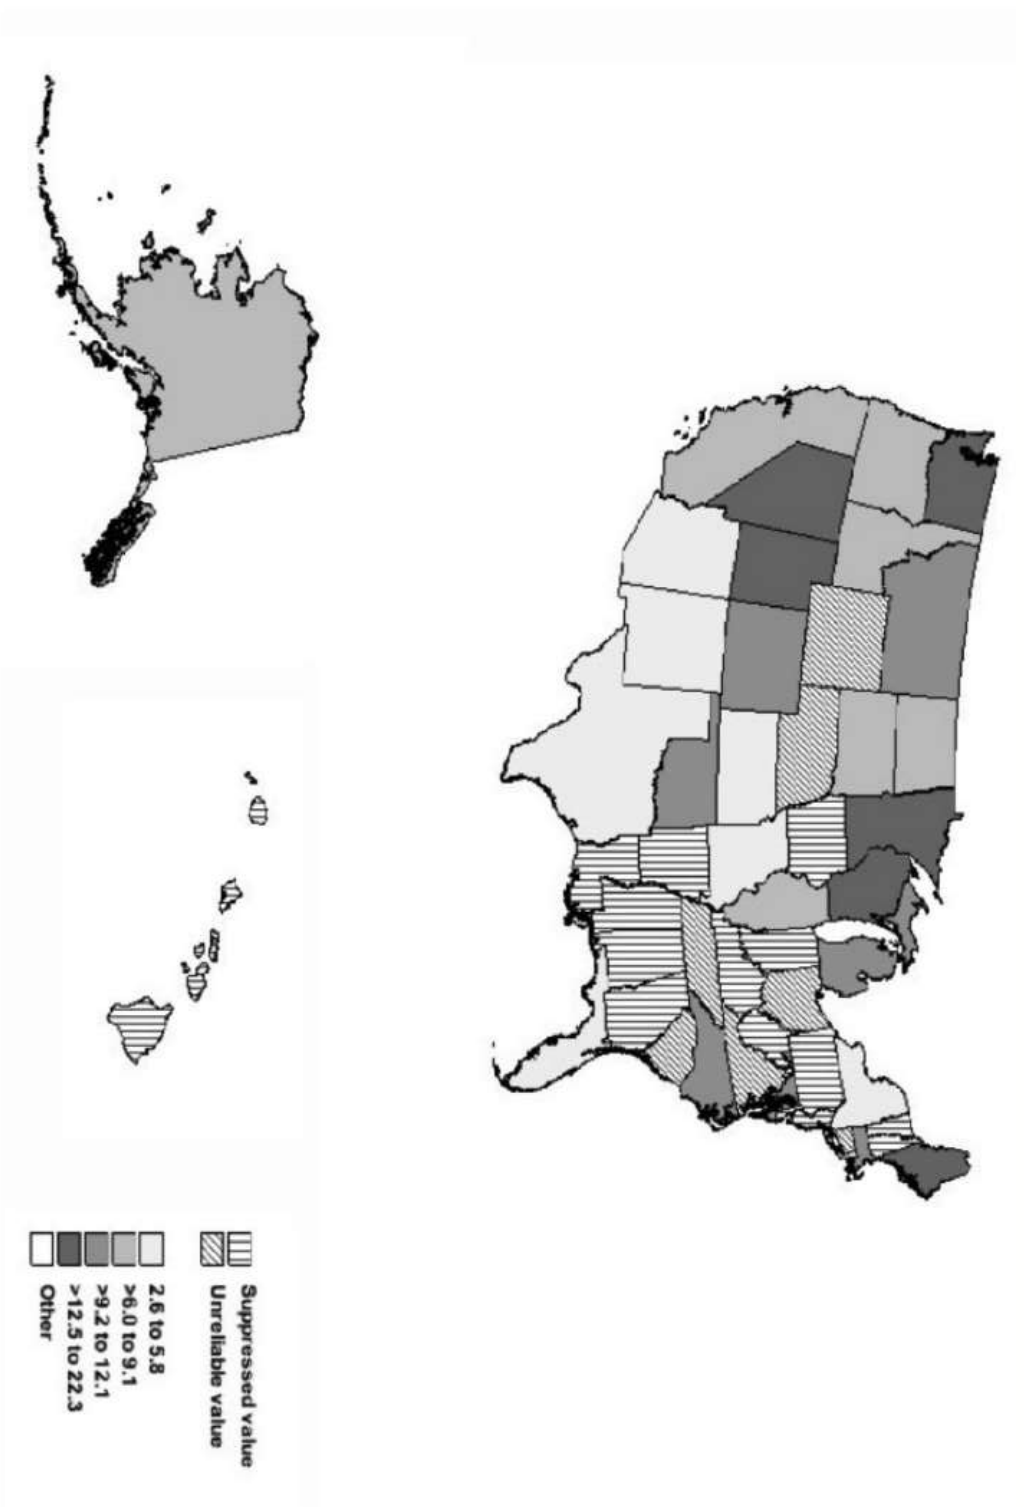 Suppressed value
Unreliable value
2.6 to 5.8
>6.0 to 9.1
>9.2 to 12.1
>12.5 to 22.3
Other